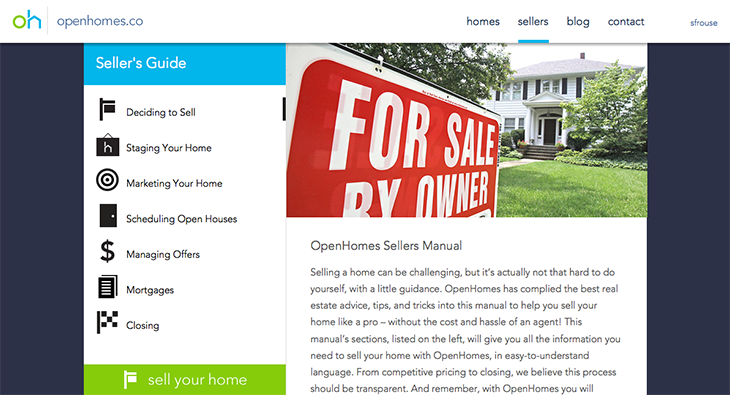 oh openhomes.co homes sellers blog contact sfrouse
Seller's Guide
Deciding to Sell
Staging Your Home
Marketing Your Home
Scheduling Open Houses
Managing Offers
Mortgages
Closing
sell your home
FOR SALE
BY OWNER
OpenHomes Sellers Manual
Selling a home can be challenging, but it's actually not that hard to do
yourself, with a little guidance. OpenHomes has complied the best real
estate advice, tips, and tricks into this manual to help you sell your
home like a pro – without the cost and hassle of an agent! This
manual's sections, listed on the left, will give you all the information you
need to sell your home with OpenHomes, in easy-to-understand
language. From competitive pricing to closing, we believe this process
should be transparent. And remember, with OpenHomes you will